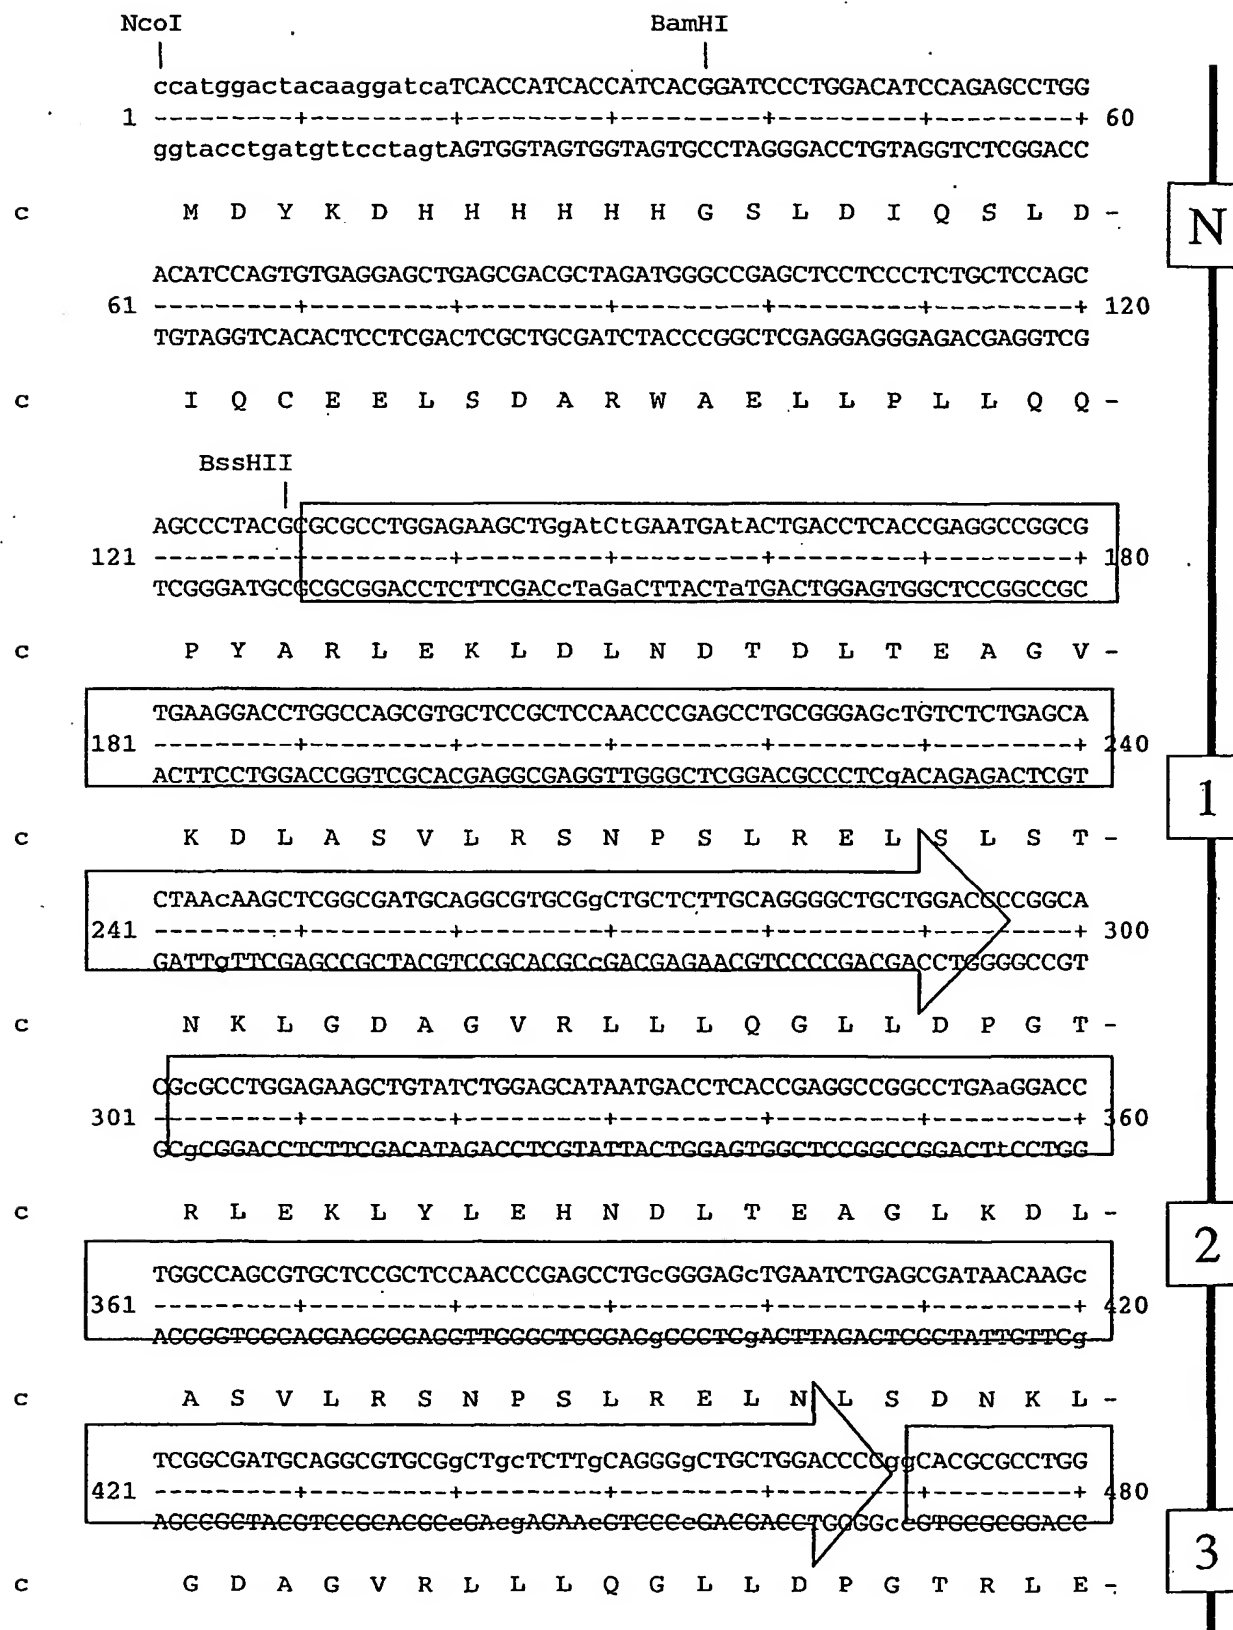 NcoI BamHI
ccatggactacaaggatcaTCACCATCACCATCACGGATCCCTGGACATCCAGAGCCTGG
1 ---------+---------+---------+---------+---------+---------+ 60
ggtacctgatgttcctagtAGTGGTAGTGGTAGTGCCTAGGGACCTGTAGGTCTCGGACC
c M D Y K D H H H H H H G S L D I Q S L D -
N
ACATCCAGTGTGAGGAGCTGAGCGACGCTAGATGGGCCGAGCTCCTCCCTCTGCTCCAGC
61 ---------+---------+---------+---------+---------+---------+ 120
TGTAGGTCACACTCCTCGACTCGCTGCGATCTACCCGGCTCGAGGAGGGAGACGAGGTCG
c I Q C E E L S D A R W A E L L P L L Q Q -
BssHII
AGCCCTACGCGCGCCTGGAGAAGCTGgAtCtGAATGAtACTGACCTCACCGAGGCCGGCG
121 ---------+---------+---------+---------+---------+---------+ 180
TCGGGATGCGCGCGGACCTCTTCGACcTaGaCTTACTaTGACTGGAGTGGCTCCGGCCGC
c P Y A R L E K L D L N D T D L T E A G V -
TGAAGGACCTGGCCAGCGTGCTCCGCTCCAACCCGAGCCTGCGGGAGcTGTCTCTGAGCA
181 ---------+---------+---------+---------+---------+---------+ 240
ACTTCCTGGACCGGTCGCACGAGGCGAGGTTGGGCTCGGACGCCCTCgACAGAGACTCGT
1
c K D L A S V L R S N P S L R E L S L S T -
CTAAcAAGCTCGGCGATGCAGGCGTGCGgCTGCTCTTGCAGGGGCTGCTGGACCCCGGCA
241 ---------+---------+---------+---------+---------+---------+ 300
GATTgTTCGAGCCGCTACGTCCGCACGCcGACGAGAACGTCCCCGACGACCTGGGGCCGT
c N K L G D A G V R L L L Q G L L D P G T -
CGcGCCTGGAGAAGCTGTATCTGGAGCATAATGACCTCACCGAGGCCGGCCTGAaGGACC
301 ---------+---------+---------+---------+---------+---------+ 360
GCgCGGACCTCTTCGACATAGACCTCGTATTACTGGAGTGGCTCCGGCCGGACTtCCTGG
c R L E K L Y L E H N D L T E A G L K D L -
2
TGGCCAGCGTGCTCCGCTCCAACCCGAGCCTGcGGGAGcTGAATCTGAGCGATAACAAGc
361 ---------+---------+---------+---------+---------+---------+ 420
ACCGGTCGCACGAGGCGAGGTTGGGCTCGGACgCCCTCgACTTAGACTCGCTATTGTTCg
c A S V L R S N P S L R E L N L S D N K L -
TCGGCGATGCAGGCGTGCGgCTgcTCTTgCAGGGgCTGCTGGACCCCggCACGCGCCTGG
421 ---------+---------+---------+---------+---------+---------+ 480
AGCCGCTACGTCCGCACGCcGAcgAGAAcGTCCCcGACGACCTGGGGccGTGCGCGGACC
3
c G D A G V R L L L Q G L L D P G T R L E -